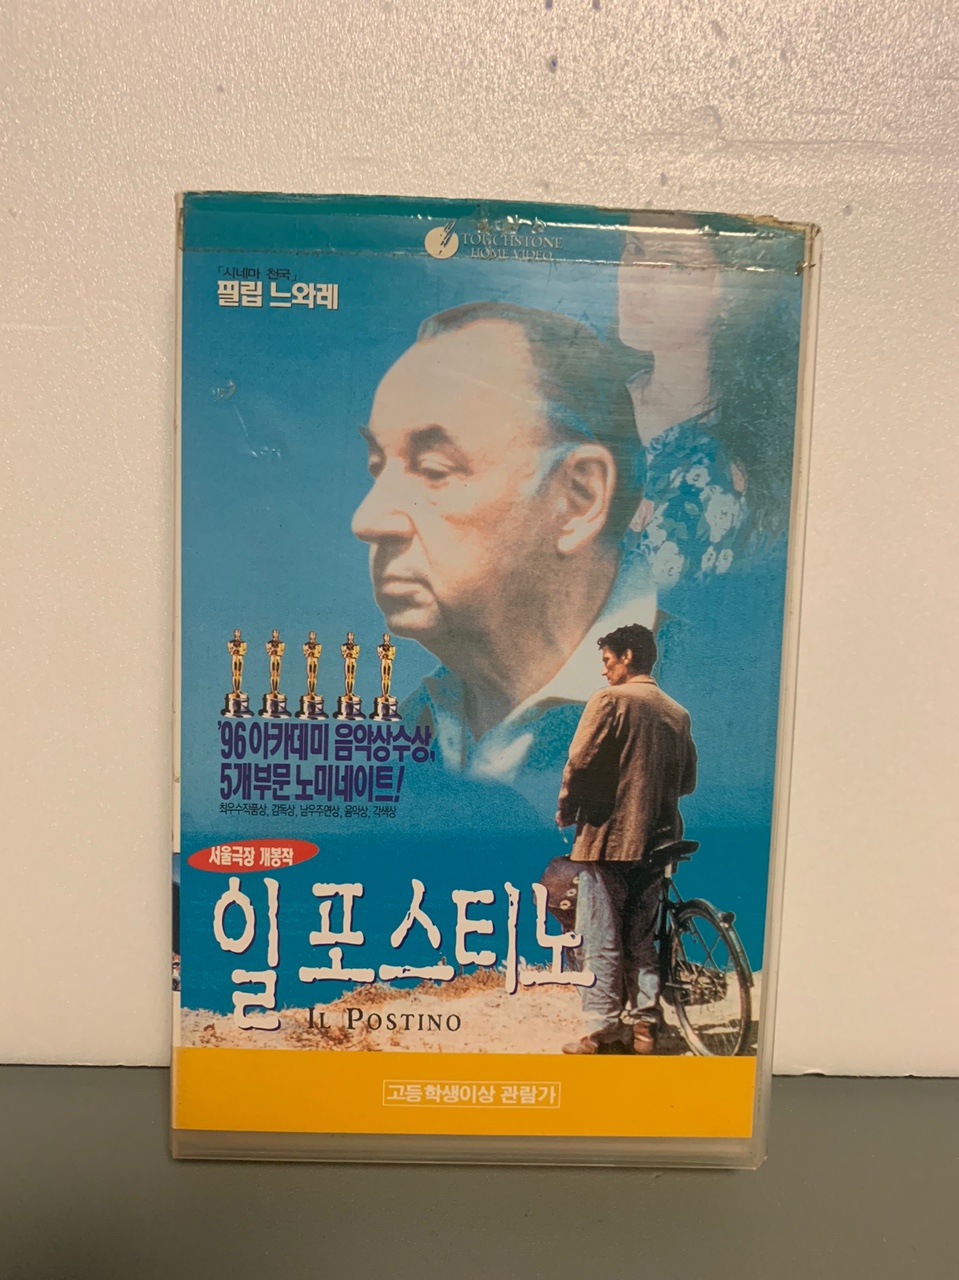 TOUCHSTONE
HOME VIDEO
「시네마 천국」
필립 느와레
'96 아카데미 음악상수상,
5개부문 노미네이트!
최우수작품상, 감독상, 남우주연상, 음악상, 각색상
서울극장 개봉작
일 포스티노
IL POSTINO
고등학생이상 관람가